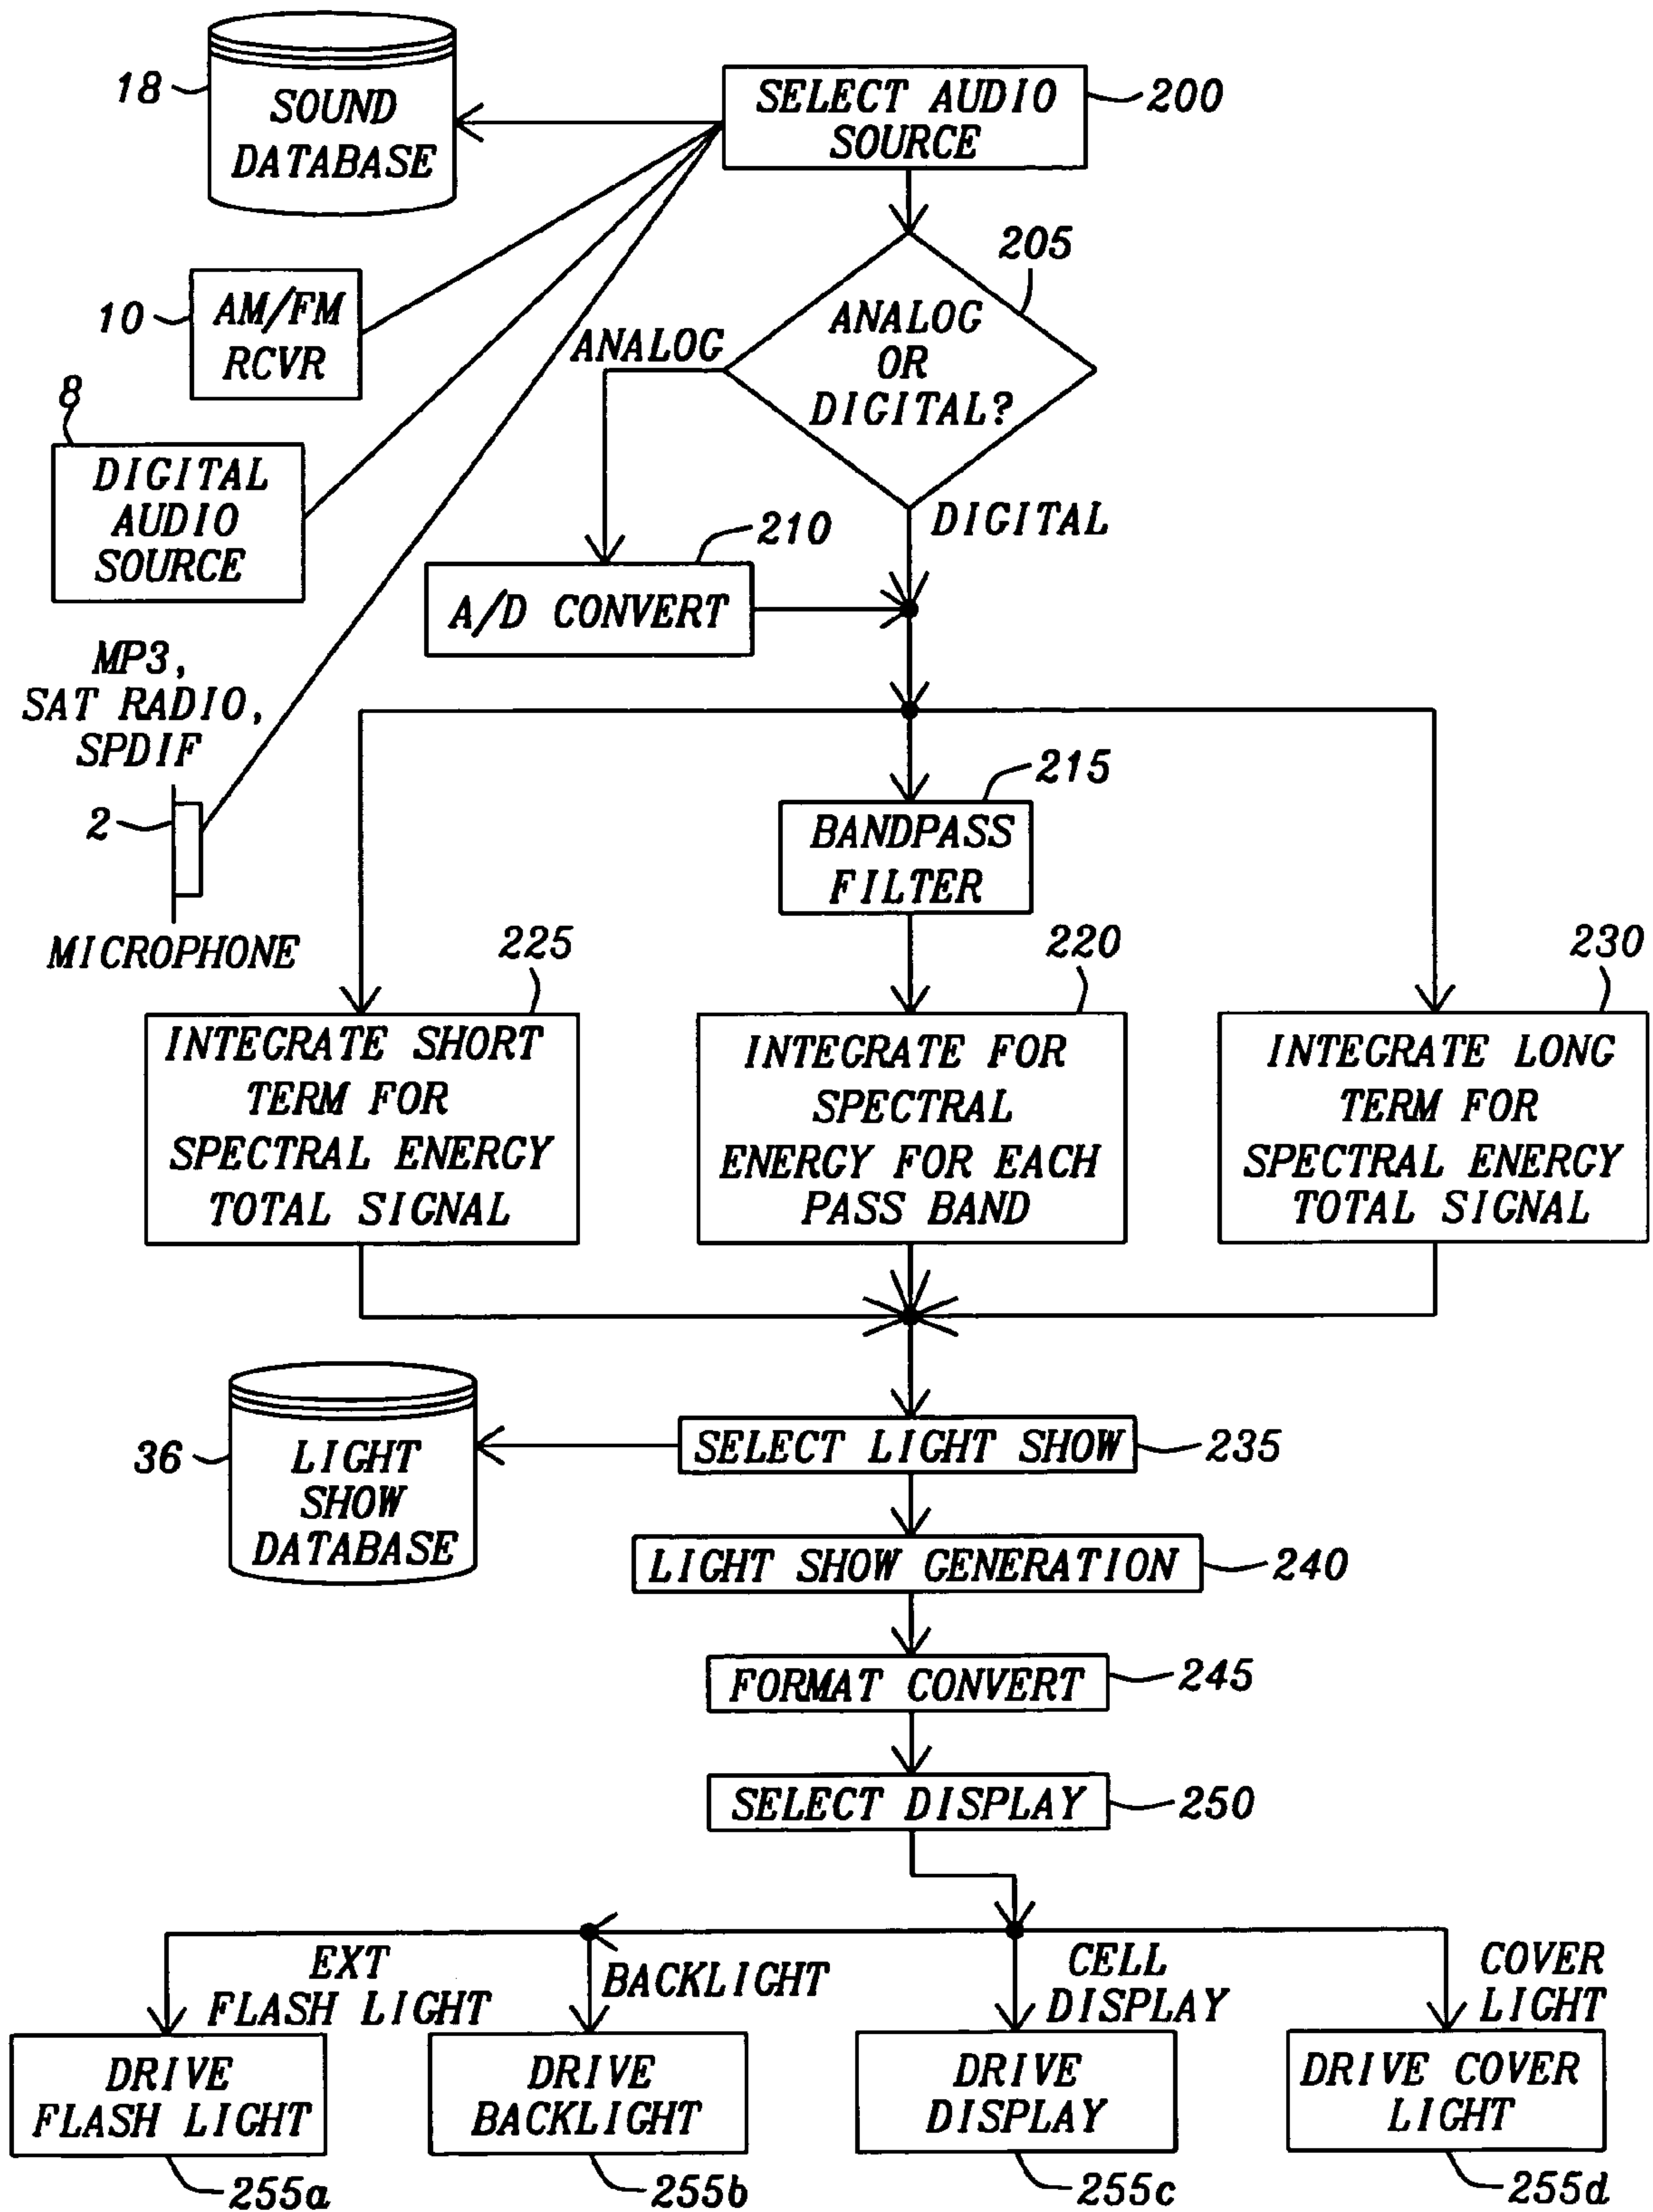 18
SOUND
DATABASE
SELECT AUDIO
SOURCE
200
205
10
AM/FM
RCVR
ANALOG
ANALOG
OR
DIGITAL?
8
DIGITAL
AUDIO
SOURCE
DIGITAL
210
A/D CONVERT
MP3,
SAT RADIO,
SPDIF
2
MICROPHONE
215
BANDPASS
FILTER
225
220
230
INTEGRATE SHORT
TERM FOR
SPECTRAL ENERGY
TOTAL SIGNAL
INTEGRATE FOR
SPECTRAL
ENERGY FOR EACH
PASS BAND
INTEGRATE LONG
TERM FOR
SPECTRAL ENERGY
TOTAL SIGNAL
36
LIGHT
SHOW
DATABASE
SELECT LIGHT SHOW
235
LIGHT SHOW GENERATION
240
FORMAT CONVERT
245
SELECT DISPLAY
250
EXT
FLASH LIGHT
BACKLIGHT
CELL
DISPLAY
COVER
LIGHT
DRIVE
FLASH LIGHT
DRIVE
BACKLIGHT
DRIVE
DISPLAY
DRIVE COVER
LIGHT
255a
255b
255c
255d